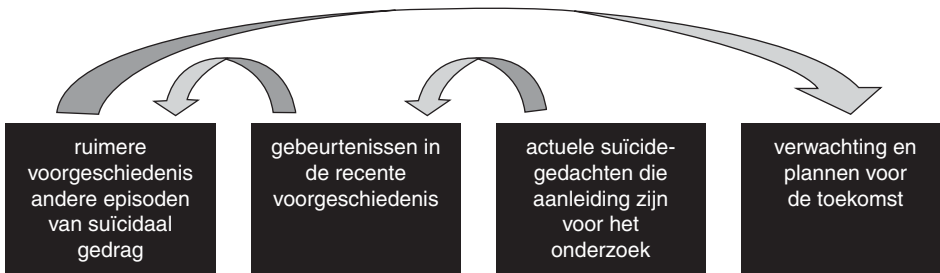 ruimere
voorgeschiedenis
andere episoden
van suïcidaal
gedrag
gebeurtenissen in
de recente
voorgeschiedenis
actuele suïcide-
gedachten die
aanleiding zijn
voor het
onderzoek
verwachting en
plannen voor
de toekomst